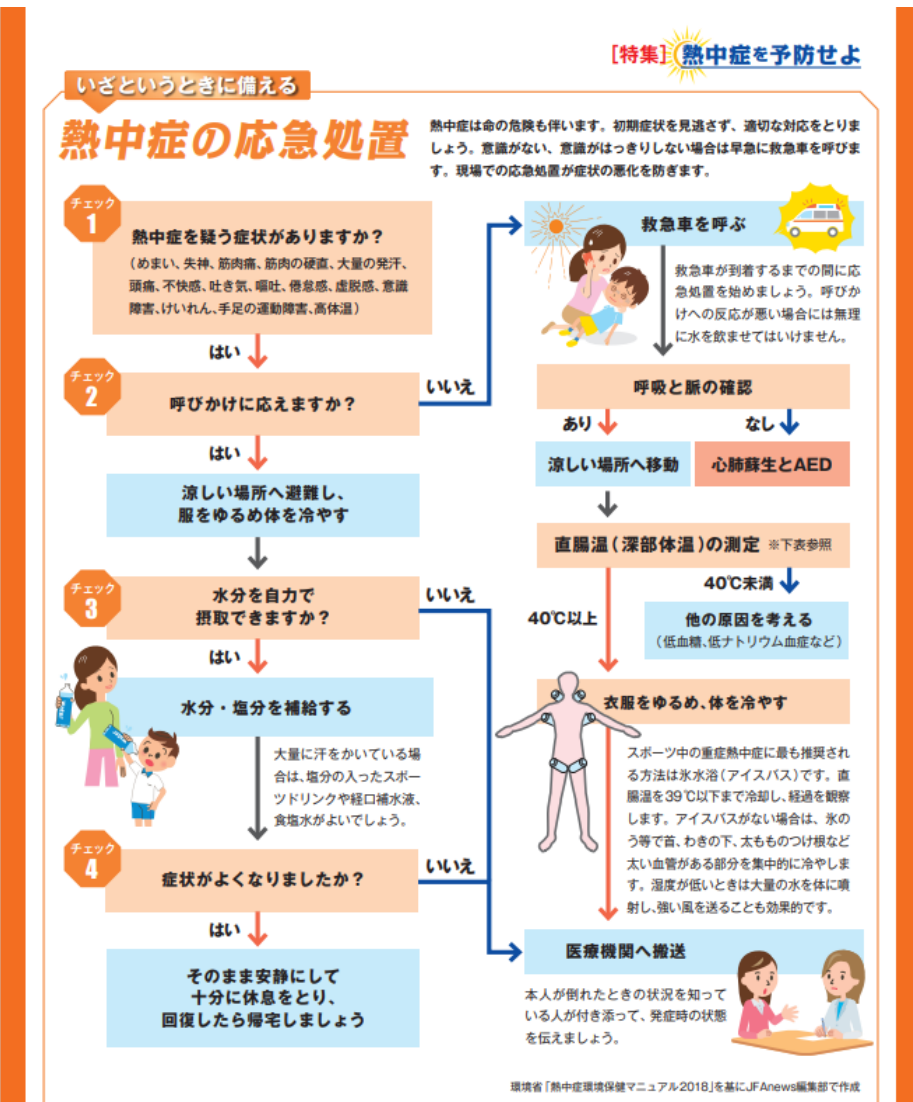 [特集]熱中症を予防せよ
いざというときに備える
熱中症の応急処置
熱中症は命の危険も伴います。初期症状を見逃さず、適切な対応をとりま
しょう。意識がない、意識がはっきりしない場合は早急に救急車を呼びま
す。現場での応急処置が症状の悪化を防ぎます。
チェック
1
熱中症を疑う症状がありますか？
（めまい、失神、筋肉痛、筋肉の硬直、大量の発汗、
頭痛、不快感、吐き気、嘔吐、倦怠感、虚脱感、意識
障害、けいれん、手足の運動障害、高体温）
はい
チェック
2
呼びかけに応えますか？
いいえ
はい
涼しい場所へ避難し、
服をゆるめ体を冷やす
チェック
3
水分を自力で
摂取できますか？
いいえ
はい
水分・塩分を補給する
大量に汗をかいている場
合は、塩分の入ったスポー
ツドリンクや経口補水液、
食塩水がよいでしょう。
チェック
4
症状がよくなりましたか？
いいえ
はい
そのまま安静にして
十分に休息をとり、
回復したら帰宅しましょう
救急車を呼ぶ
救急車が到着するまでの間に応
急処置を始めましょう。呼びか
けへの反応が悪い場合には無理
に水を飲ませてはいけません。
呼吸と脈の確認
あり
なし
涼しい場所へ移動
心肺蘇生とAED
直腸温（深部体温）の測定 ※下表参照
40℃未満
40℃以上
他の原因を考える
（低血糖、低ナトリウム血症など）
衣服をゆるめ、体を冷やす
スポーツ中の重症熱中症に最も推奨され
る方法は氷水浴（アイスバス）です。直
腸温を39℃以下まで冷却し、経過を観察
します。アイスバスがない場合は、氷の
う等で首、わきの下、太もものつけ根など
太い血管がある部分を集中的に冷やしま
す。湿度が低いときは大量の水を体に噴
射し、強い風を送ることも効果的です。
医療機関へ搬送
本人が倒れたときの状況を知って
いる人が付き添って、発症時の状態
を伝えましょう。
環境省「熱中症環境保健マニュアル2018」を基にJFAnews編集部で作成